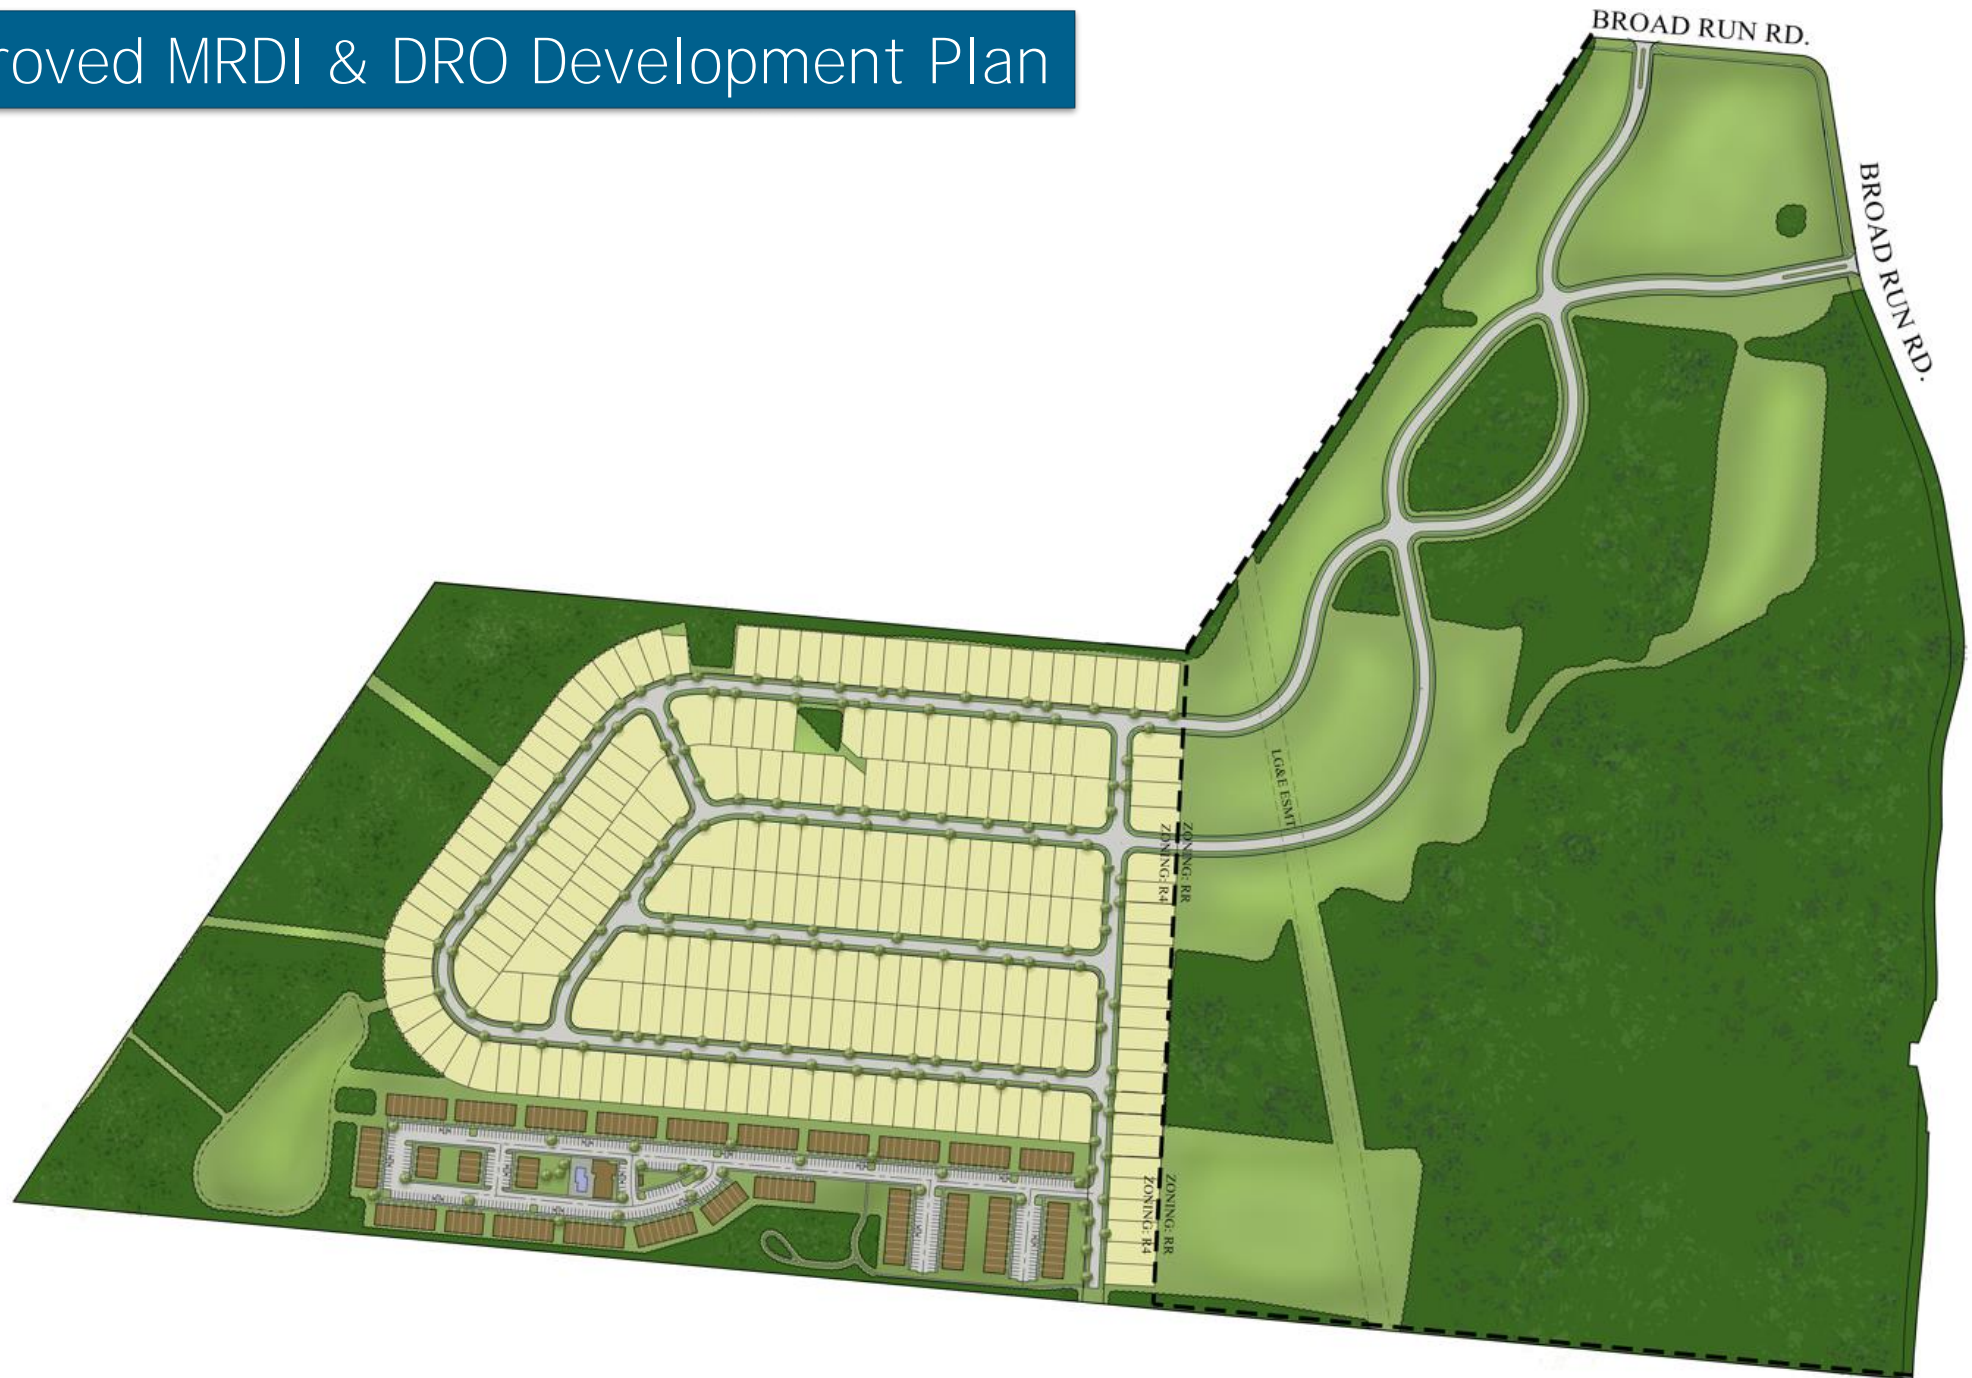 roved MRDI & DRO Development Plan
BROAD RUN RD.
BROAD RUN RD.
LG&E ESMT
ZONING: RR
ZONING: R4
ZONING: RR
ZONING: R4